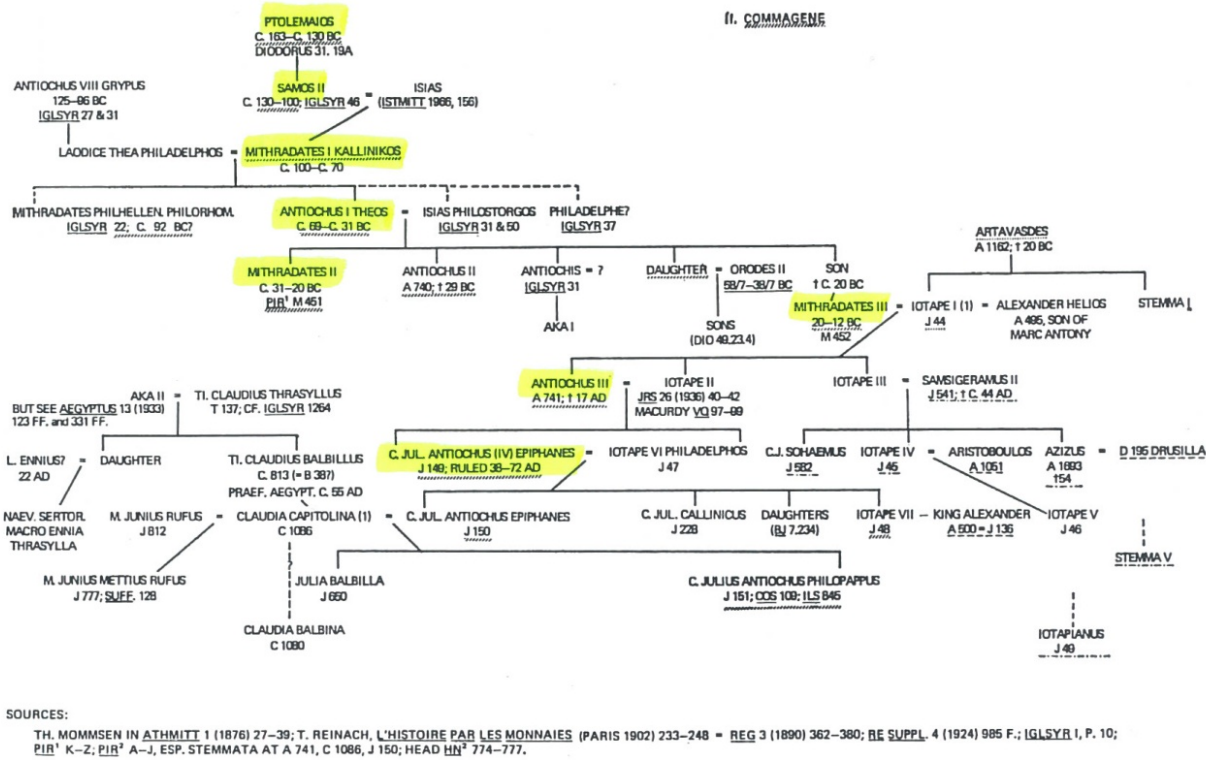 II. COMMAGENE
PTOLEMAIOS
C. 163–C. 130 BC
DIODORUS 31. 19A
ANTIOCHUS VIII GRYPUS
125–96 BC
IGLSYR 27 & 31
SAMOS II
C. 130–100; IGLSYR 46
=
ISIAS
(ISTMITT 1966, 156)
LAODICE THEA PHILADELPHOS = MITHRADATES I KALLINIKOS
C. 100–C. 70
MITHRADATES PHILHELLEN. PHILORHOM.
IGLSYR 22; C. 92 BC?
ANTIOCHUS I THEOS
C. 69–C. 31 BC
=
ISIAS PHILOSTORGOS
IGLSYR 31 & 50
PHILADELPHE?
IGLSYR 37
ARTAVASDES
A 1162; † 20 BC
MITHRADATES II
C. 31–20 BC
PIR¹ M 451
ANTIOCHUS II
A 740; † 29 BC
ANTIOCHIS = ?
IGLSYR 31
AKA I
DAUGHTER = ORODES II
58/7–38/7 BC
SONS
(DIO 49.23.4)
SON
† C. 20 BC
MITHRADATES III
20–12 BC
M 452
=
IOTAPE I (1)
J 44
=
ALEXANDER HELIOS
A 495, SON OF
MARC ANTONY
STEMMA I
ANTIOCHUS III
A 741; † 17 AD
=
IOTAPE II
JRS 26 (1936) 40–42
MACURDY VQ 97–99
IOTAPE III = SAMSIGERAMUS II
J 541; † C. 44 AD
AKA II
BUT SEE AEGYPTUS 13 (1933)
123 FF. and 331 FF.
=
TI. CLAUDIUS THRASYLLUS
T 137; CF. IGLSYR 1264
L. ENNIUS?
22 AD
=
DAUGHTER
TI. CLAUDIUS BALBILLUS
C. 813 (= B 38?)
PRAEF. AEGYPT. C. 55 AD
C. JUL. ANTIOCHUS (IV) EPIPHANES
J 149; RULED 38–72 AD
=
IOTAPE VI PHILADELPHOS
J 47
C.J. SOHAEMUS
J 582
IOTAPE IV
J 45
=
ARISTOBOULOS
A 1051
AZIZUS
A 1693
†54
=
D 195 DRUSILLA
NAEV. SERTOR.
MACRO ENNIA
THRASYLLA
M. JUNIUS RUFUS
J 812
=
CLAUDIA CAPITOLINA (1)
C 1086
=
C. JUL. ANTIOCHUS EPIPHANES
J 150
C. JUL. CALLINICUS
J 228
DAUGHTERS
(BJ 7.234)
IOTAPE VII – KING ALEXANDER
J 48
A 500 = J 136
IOTAPE V
J 46
STEMMA V
M. JUNIUS METTIUS RUFUS
J 777; SUFF. 128
JULIA BALBILLA
J 650
C. JULIUS ANTIOCHUS PHILOPAPPUS
J 151; COS 109; ILS 845
CLAUDIA BALBINA
C 1080
IOTAPIANUS
J 49
SOURCES:
TH. MOMMSEN IN ATHMITT 1 (1876) 27–39; T. REINACH, L'HISTOIRE PAR LES MONNAIES (PARIS 1902) 233–248 = REG 3 (1890) 362–380; RE SUPPL. 4 (1924) 985 F.; IGLSYR I, P. 10;
PIR¹ K–Z; PIR² A–J, ESP. STEMMATA AT A 741, C 1086, J 150; HEAD HN² 774–777.